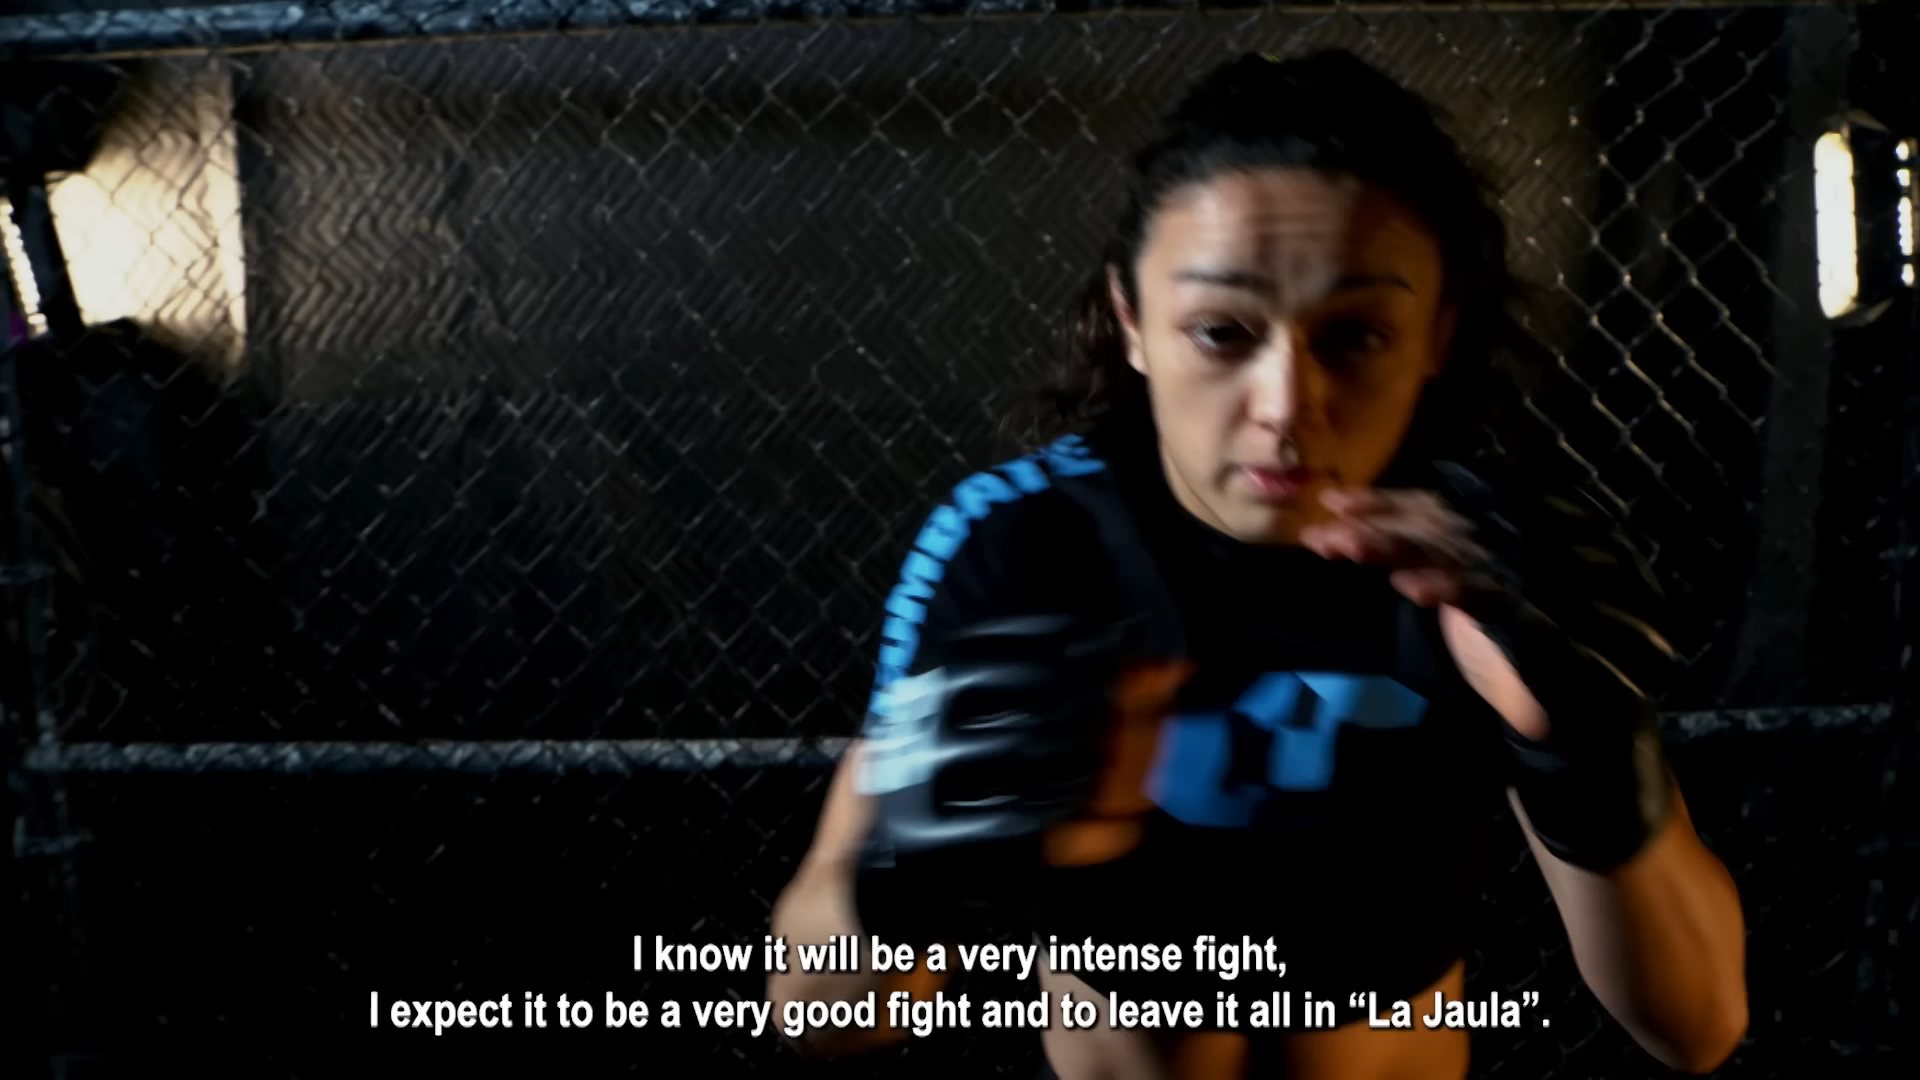 I know it will be a very intense fight,
I expect it to be a very good fight and to leave it all in “La Jaula”.